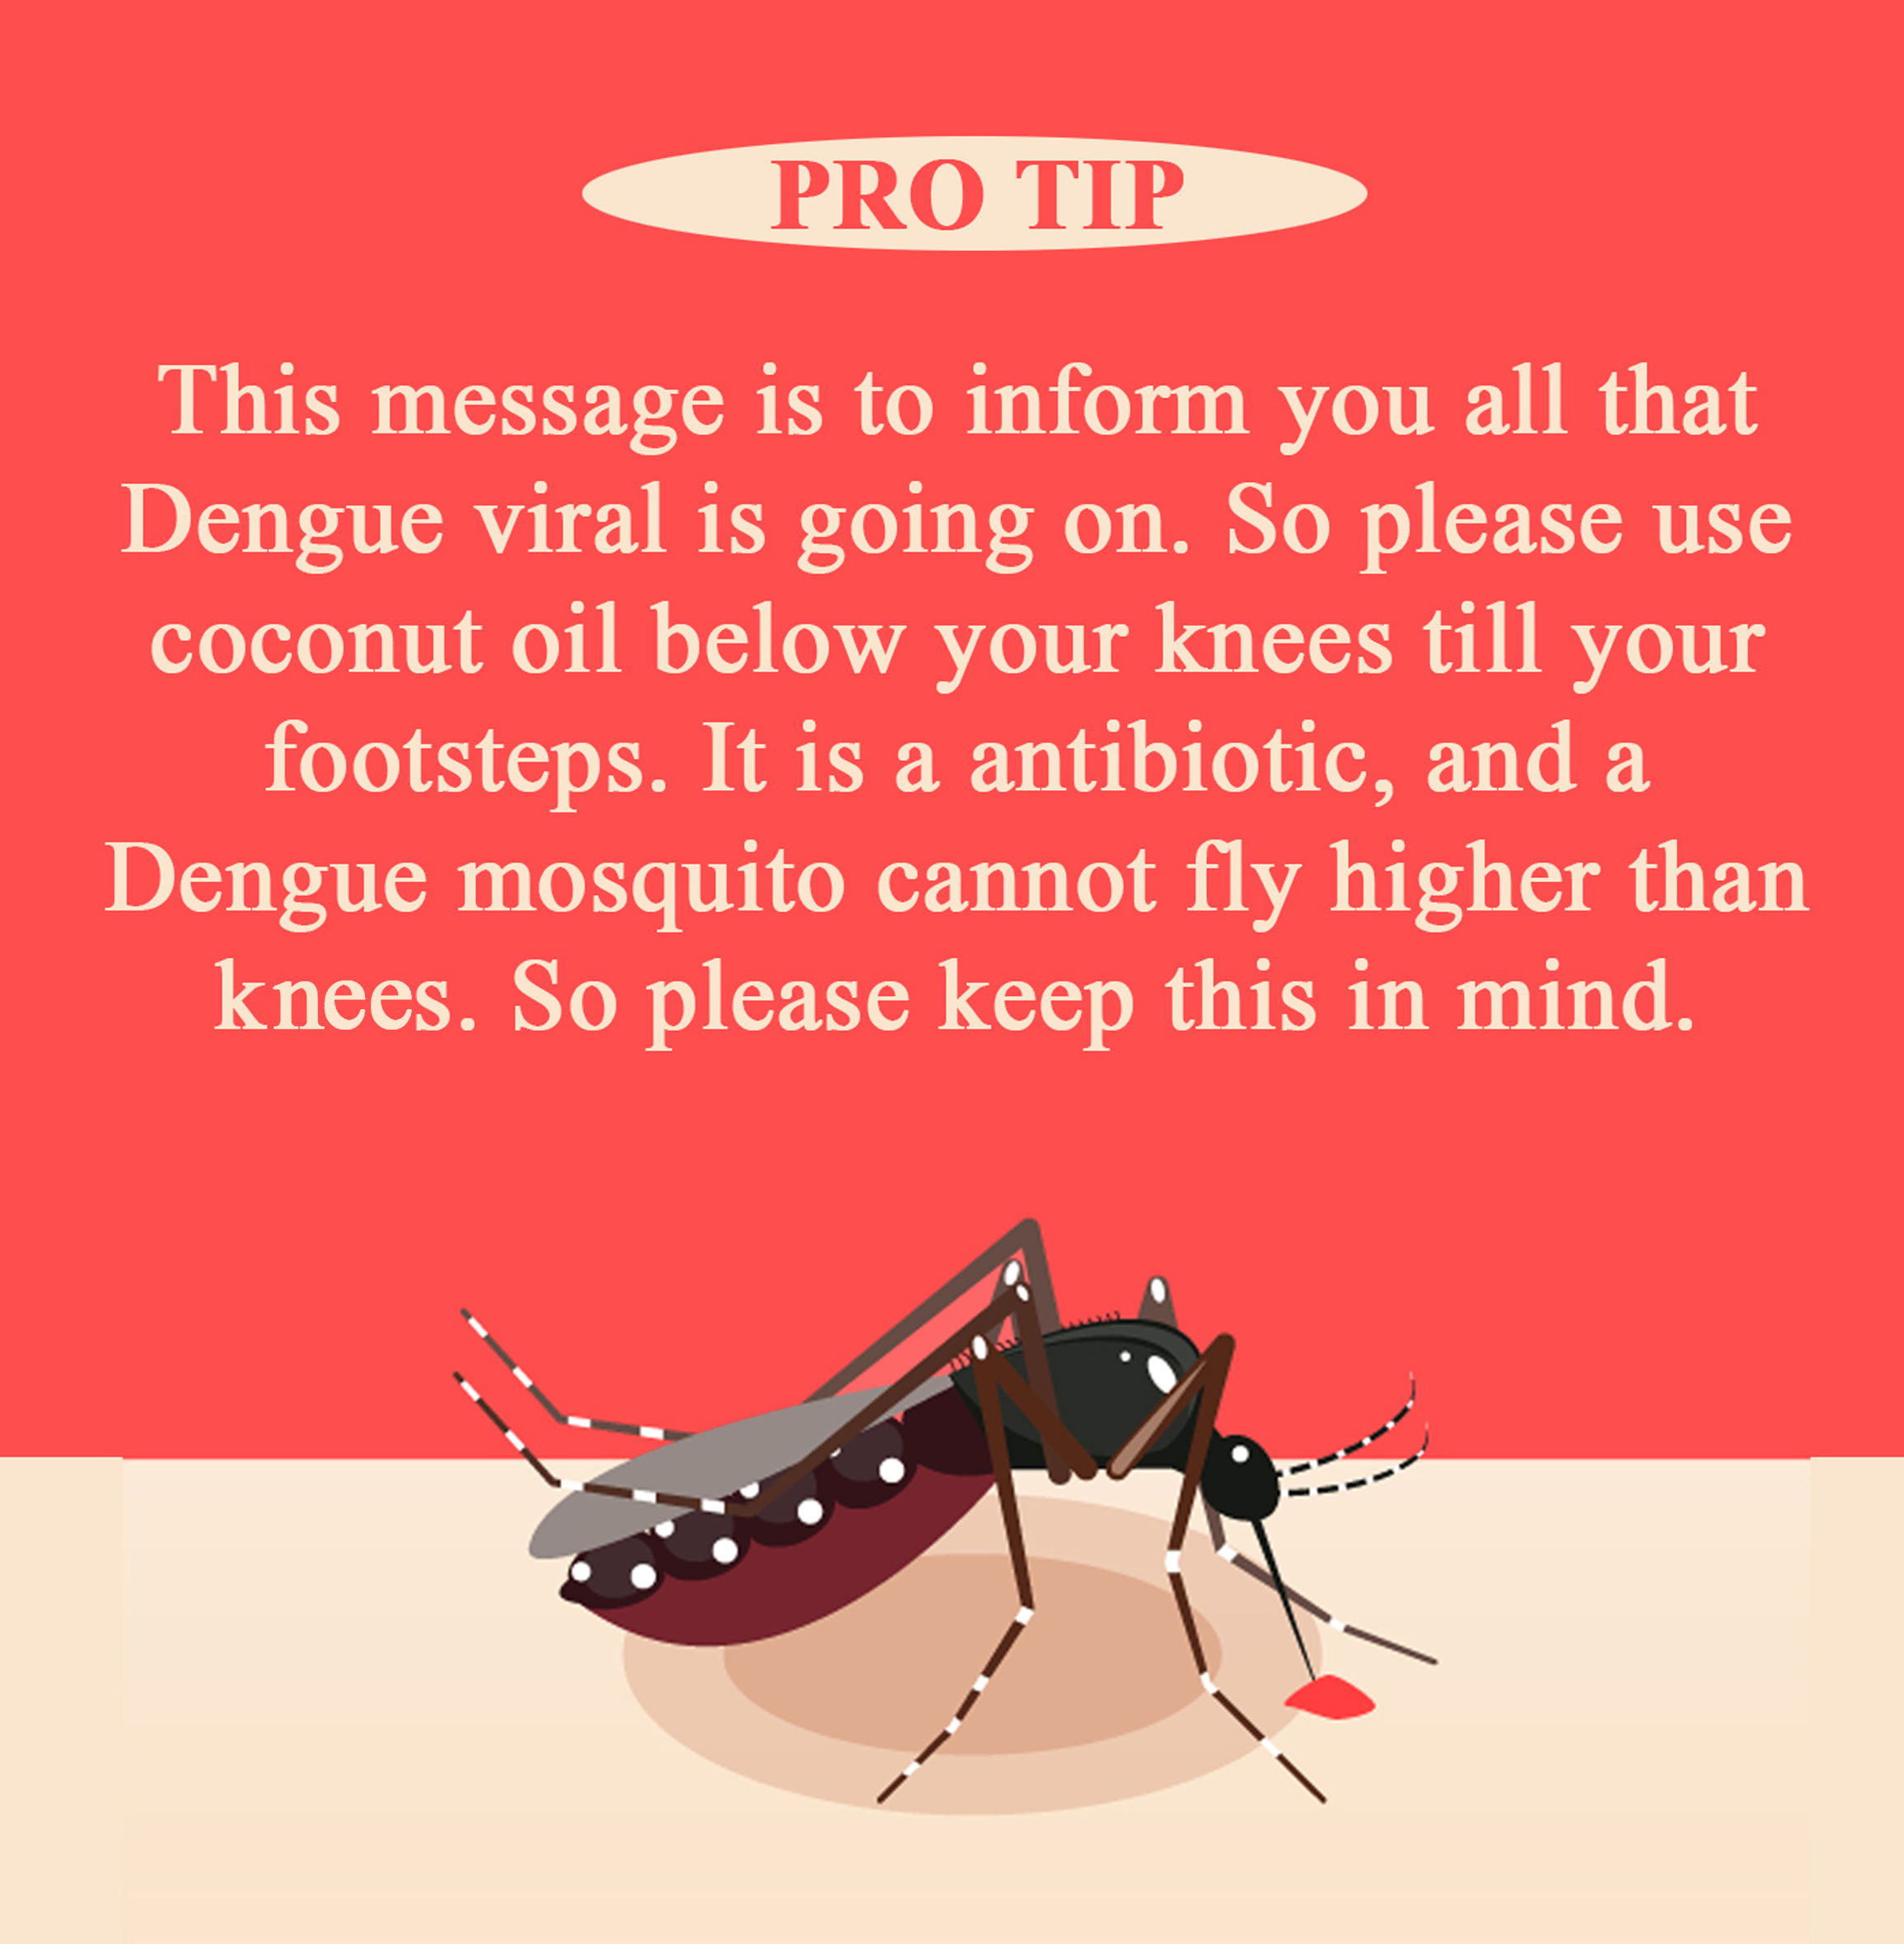 PRO TIP
This message is to inform you all that
Dengue viral is going on. So please use
coconut oil below your knees till your
footsteps. It is a antibiotic, and a
Dengue mosquito cannot fly higher than
knees. So please keep this in mind.